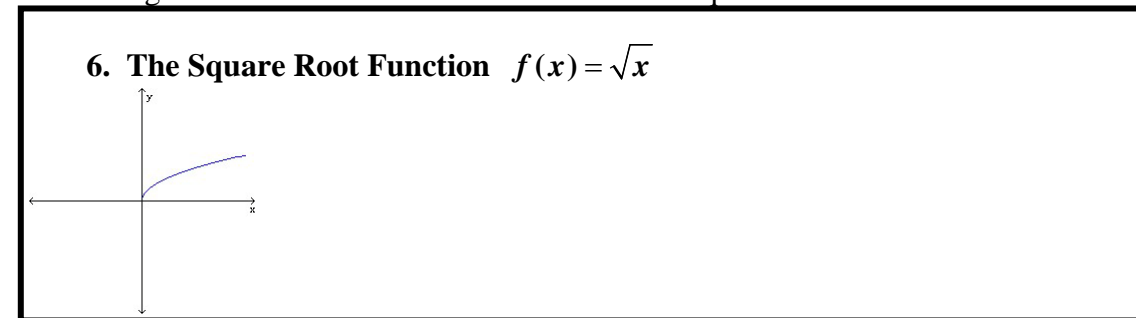 6. The Square Root Function f(x) = √x
y
x